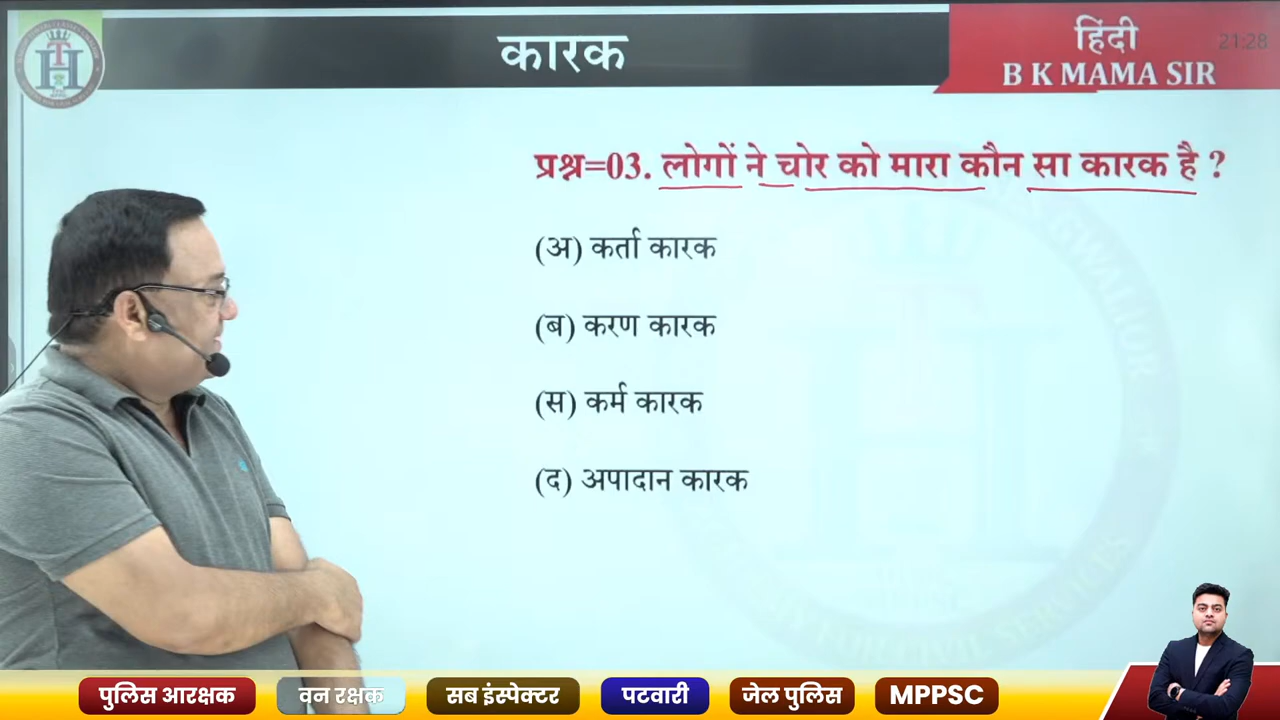 कारक
हिंदी
21:28
B K MAMA SIR
प्रश्न=03. लोगों ने चोर को मारा कौन सा कारक है ?
(अ) कर्ता कारक
(ब) करण कारक
(स) कर्म कारक
(द) अपादान कारक
पुलिस आरक्षक
वन रक्षक
सब इंस्पेक्टर
पटवारी
जेल पुलिस
MPPSC